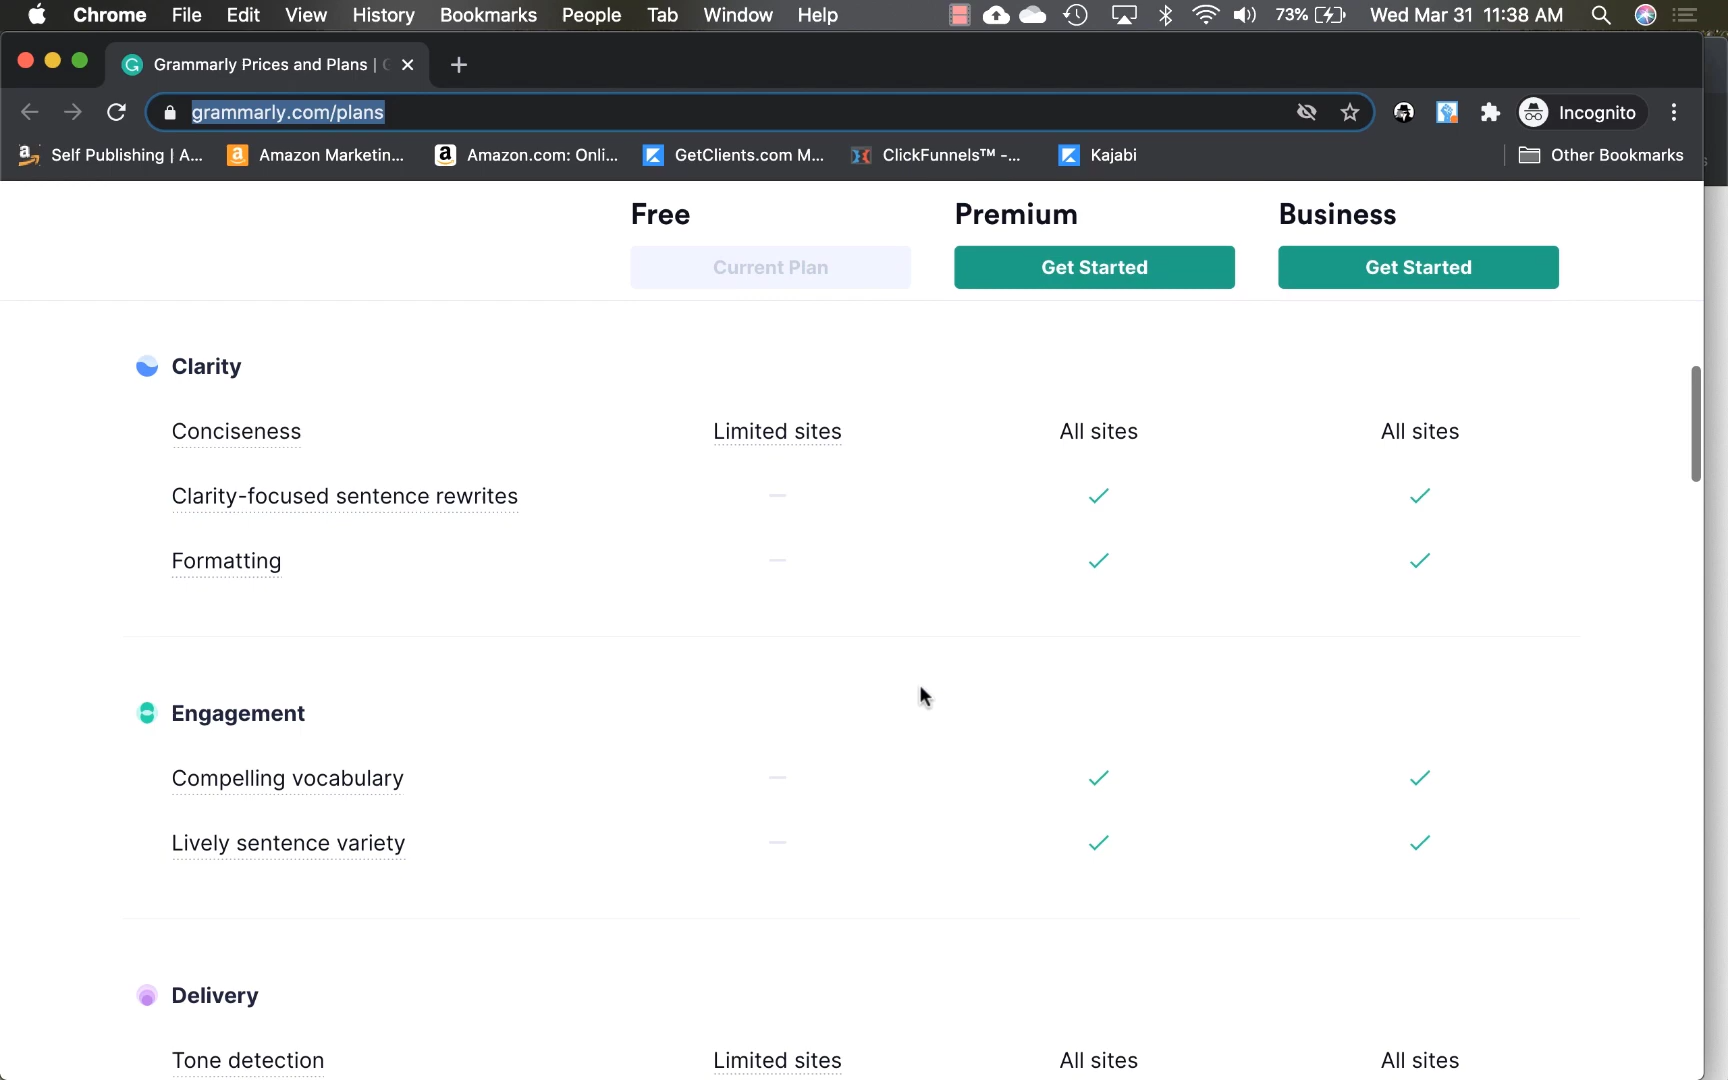 Chrome File Edit View History Bookmarks People Tab Window Help 73% Wed Mar 31 11:38 AM
Grammarly Prices and Plans |
grammarly.com/plans Incognito
Self Publishing | A... Amazon Marketin... Amazon.com: Onli... GetClients.com M... ClickFunnels™ -... Kajabi Other Bookmarks
Free Premium Business
Current Plan Get Started Get Started
Clarity
Conciseness Limited sites All sites All sites
Clarity-focused sentence rewrites
Formatting
Engagement
Compelling vocabulary
Lively sentence variety
Delivery
Tone detection Limited sites All sites All sites